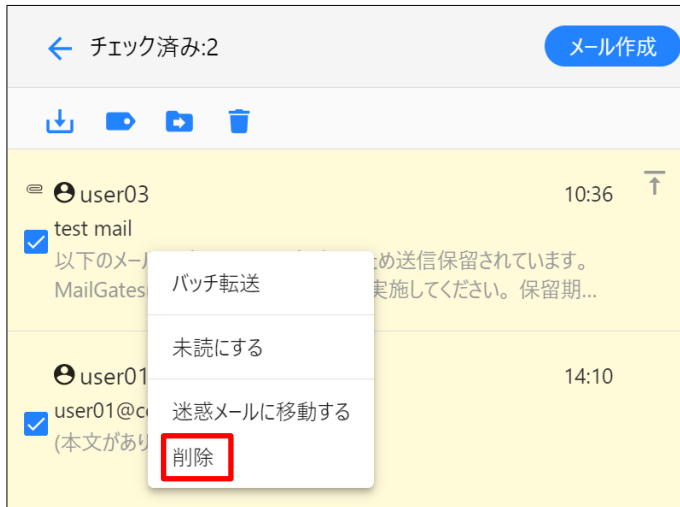 チェック済み:2
メール作成
user03 10:36
test mail
以下のメー め送信保留されています。
MailGates 実施してください。保留期...
バッチ転送
未読にする
user01 14:10
user01@c 迷惑メールに移動する
(本文があり
削除